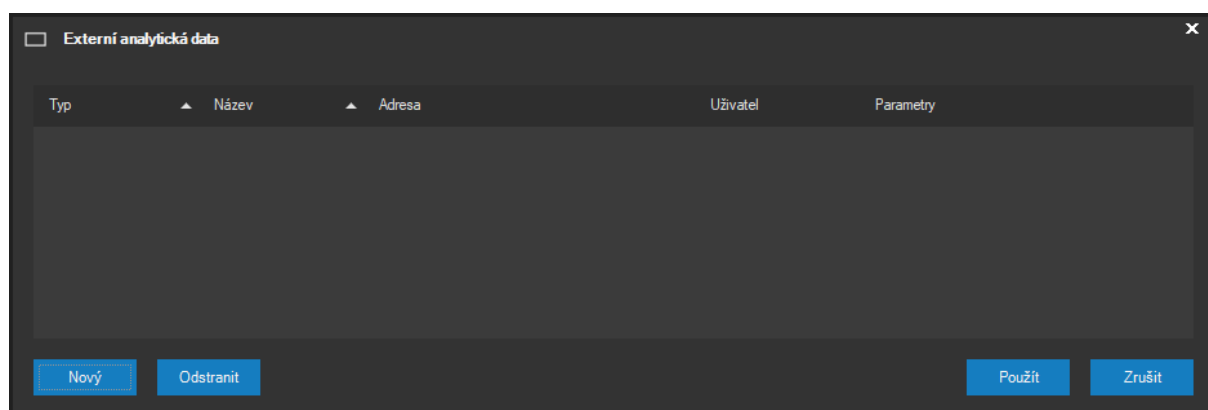 Externí analytická data
Typ Název Adresa Uživatel Parametry
Nový Odstranit Použít Zrušit